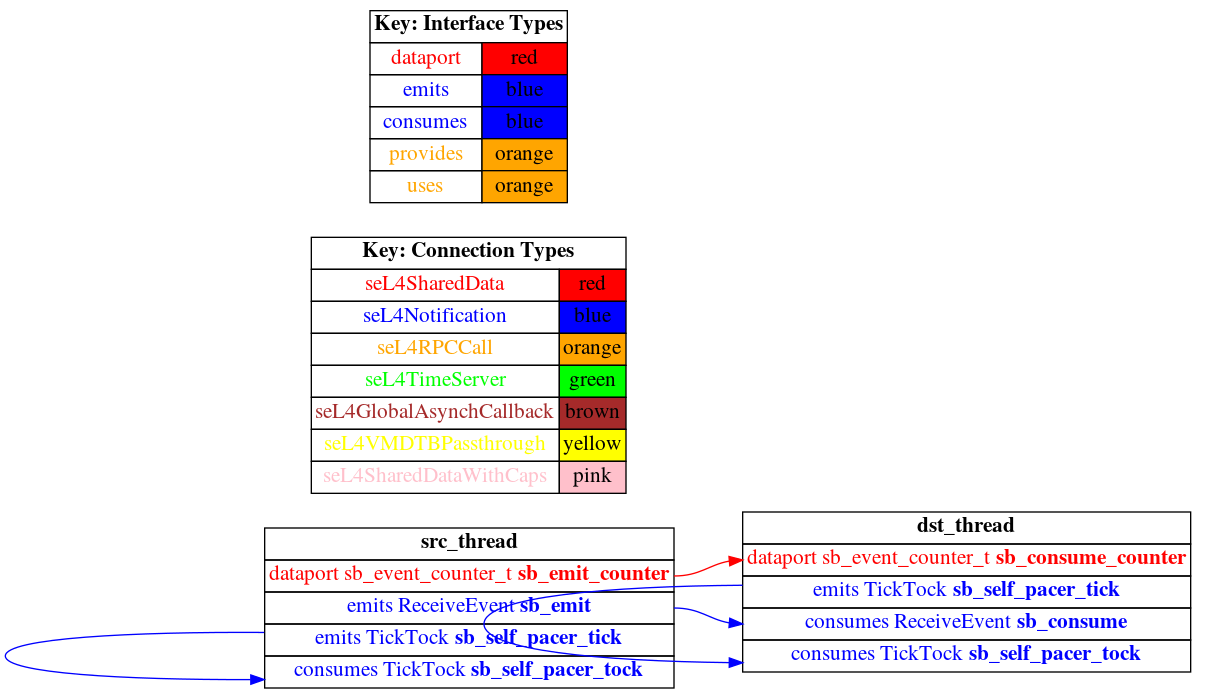 Key: Interface Types
dataport red
emits blue
consumes blue
provides orange
uses orange
Key: Connection Types
seL4SharedData red
seL4Notification blue
seL4RPCCall orange
seL4TimeServer green
seL4GlobalAsynchCallback brown
seL4VMDTBPassthrough yellow
seL4SharedDataWithCaps pink
src_thread
dataport sb_event_counter_t sb_emit_counter
emits ReceiveEvent sb_emit
emits TickTock sb_self_pacer_tick
consumes TickTock sb_self_pacer_tock
dst_thread
dataport sb_event_counter_t sb_consume_counter
emits TickTock sb_self_pacer_tick
consumes ReceiveEvent sb_consume
consumes TickTock sb_self_pacer_tock